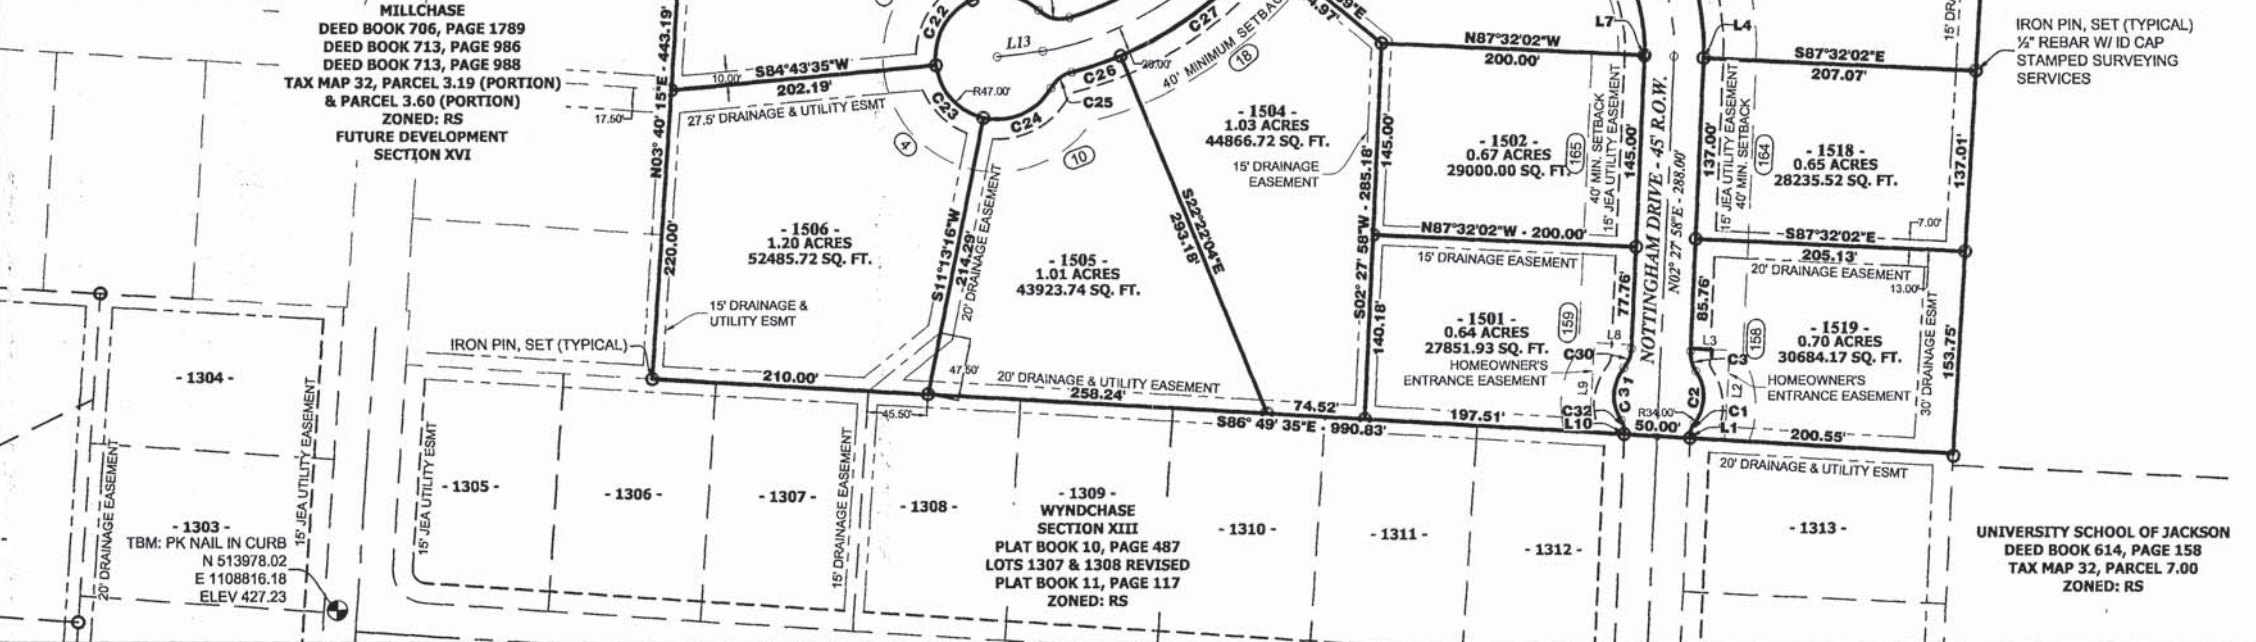 MILLCHASE
DEED BOOK 706, PAGE 1789
DEED BOOK 713, PAGE 986
DEED BOOK 713, PAGE 988
TAX MAP 32, PARCEL 3.19 (PORTION)
& PARCEL 3.60 (PORTION)
ZONED: RS
FUTURE DEVELOPMENT
SECTION XVI
17.50'
N03° 40' 15"E - 443.19'
220.00'
10.00'
S84°43'35"W
202.19'
27.5' DRAINAGE & UTILITY ESMT
C22
C23
R47.00'
C24
C25
C26
C27
L13
4
10
18
20.00'
40' MINIMUM SETBAC
4.97'
9"E
- 1506 -
1.20 ACRES
52485.72 SQ. FT.
15' DRAINAGE &
UTILITY ESMT
S11°13'16"W
214.29'
20' DRAINAGE EASEMENT
- 1505 -
1.01 ACRES
43923.74 SQ. FT.
S22°22'04"E
293.18'
- 1504 -
1.03 ACRES
44866.72 SQ. FT.
15' DRAINAGE
EASEMENT
145.00'
S02° 27' 58"W - 285.18'
140.18'
N87°32'02"W
200.00'
L7
L4
- 1502 -
0.67 ACRES
29000.00 SQ. FT.
165
40' MIN. SETBACK
15' JEA UTILITY EASEMENT
145.00'
NOTTINGHAM DRIVE - 45' R.O.W.
N02° 27' 58"E - 288.00'
137.00'
15' JEA UTILITY EASEMENT
40' MIN. SETBACK
164
S87°32'02"E
207.07'
- 1518 -
0.65 ACRES
28235.52 SQ. FT.
137.01'
15' DRA
IRON PIN, SET (TYPICAL)
½" REBAR W/ ID CAP
STAMPED SURVEYING
SERVICES
N87°32'02"W - 200.00'
15' DRAINAGE EASEMENT
- 1501 -
0.64 ACRES
27851.93 SQ. FT.
159
77.76'
L8
C30
HOMEOWNER'S
ENTRANCE EASEMENT
L9
C31
C32
L10
S87°32'02"E
205.13'
7.00'
20' DRAINAGE EASEMENT
13.00'
85.76'
158
- 1519 -
0.70 ACRES
30684.17 SQ. FT.
L3
C3
HOMEOWNER'S
ENTRANCE EASEMENT
L2
C2
R34.00'
C1
L1
30' DRAINAGE ESMT
153.75'
IRON PIN, SET (TYPICAL)
210.00'
47.50'
45.50'
20' DRAINAGE & UTILITY EASEMENT
258.24'
74.52'
S86° 49' 35"E - 990.83'
197.51'
50.00'
200.55'
20' DRAINAGE & UTILITY ESMT
- 1304 -
- 1303 -
TBM: PK NAIL IN CURB
N 513978.02
E 1108816.18
ELEV 427.23
20' DRAINAGE EASEMENT
15' JEA UTILITY EASEMENT
15' JEA UTILITY ESMT
- 1305 -
- 1306 -
- 1307 -
15' DRAINAGE EASEMENT
- 1308 -
- 1309 -
WYNDCHASE
SECTION XIII
PLAT BOOK 10, PAGE 487
LOTS 1307 & 1308 REVISED
PLAT BOOK 11, PAGE 117
ZONED: RS
- 1310 -
- 1311 -
- 1312 -
- 1313 -
UNIVERSITY SCHOOL OF JACKSON
DEED BOOK 614, PAGE 158
TAX MAP 32, PARCEL 7.00
ZONED: RS